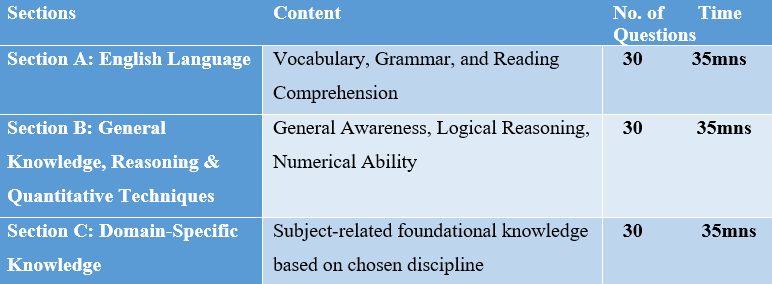 Sections Content No. of Time
Questions
Section A: English Language Vocabulary, Grammar, and Reading 30 35mns
Comprehension
Section B: General General Awareness, Logical Reasoning, 30 35mns
Knowledge, Reasoning & Numerical Ability
Quantitative Techniques
Section C: Domain-Specific Subject-related foundational knowledge 30 35mns
Knowledge based on chosen discipline